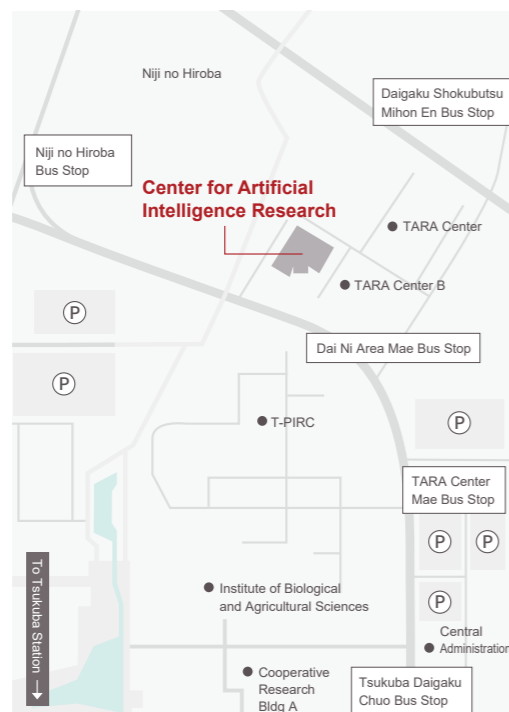 Niji no Hiroba
Daigaku Shokubutsu
Mihon En Bus Stop
Niji no Hiroba
Bus Stop
Center for Artificial
Intelligence Research
TARA Center
TARA Center B
P
Dai Ni Area Mae Bus Stop
P
T-PIRC
P
TARA Center
Mae Bus Stop
P
P
To Tsukuba Station
Institute of Biological
and Agricultural Sciences
P
Central
Administration
Cooperative
Research
Bldg A
Tsukuba Daigaku
Chuo Bus Stop